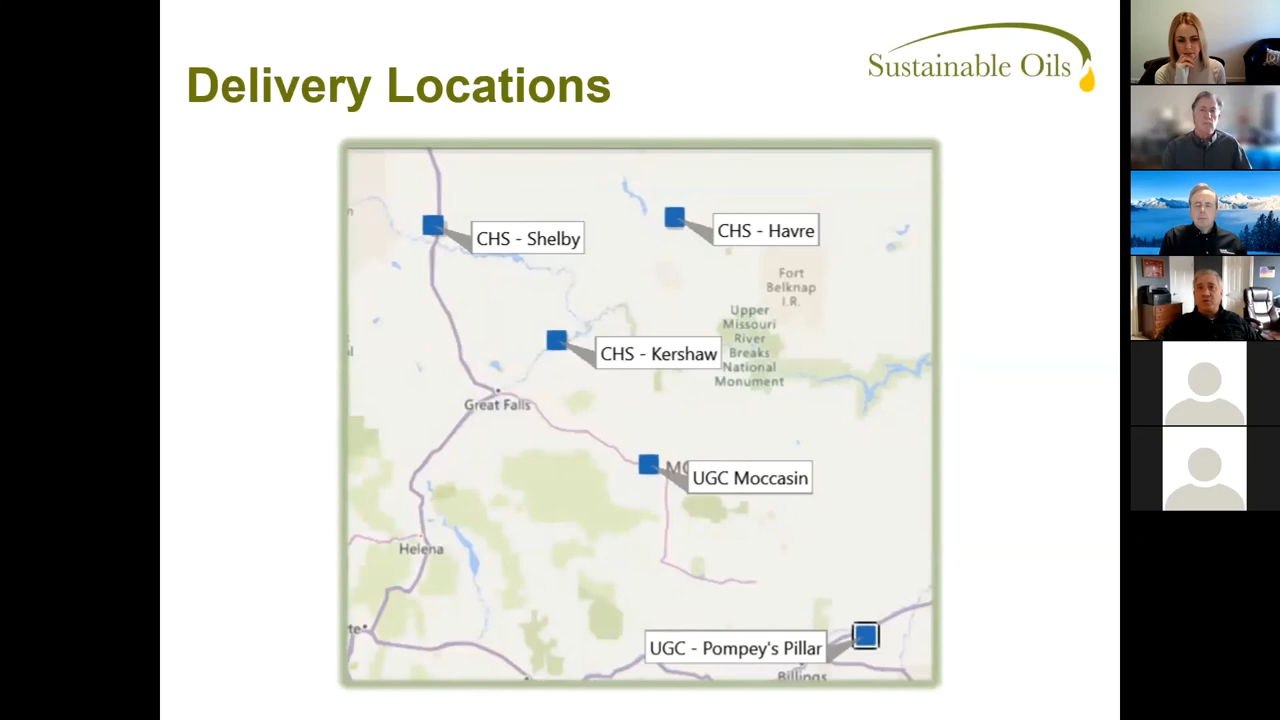 Delivery Locations
Sustainable Oils
CHS - Shelby
CHS - Havre
Fort
Belknap
I.R.
Upper
Missouri
River
Breaks
National
Monument
CHS - Kershaw
Great Falls
UGC Moccasin
Helena
UGC - Pompey's Pillar
Billings